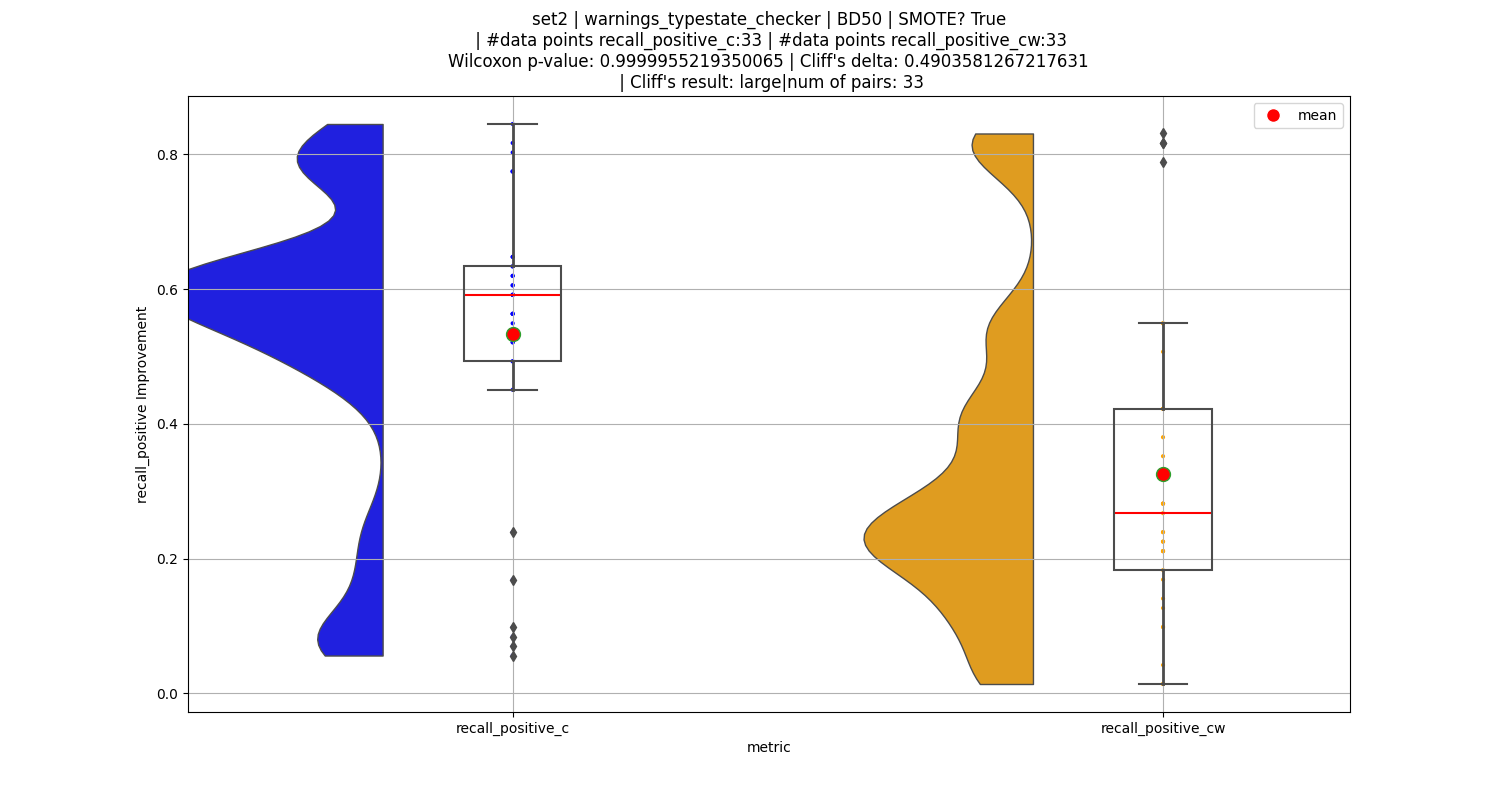 set2 | warnings_typestate_checker | BD50 | SMOTE? True
| #data points recall_positive_c:33 | #data points recall_positive_cw:33
Wilcoxon p-value: 0.9999955219350065 | Cliff's delta: 0.4903581267217631
| Cliff's result: large|num of pairs: 33
mean
0.8
0.6
0.4
0.2
0.0
recall_positive Improvement
recall_positive_c
recall_positive_cw
metric